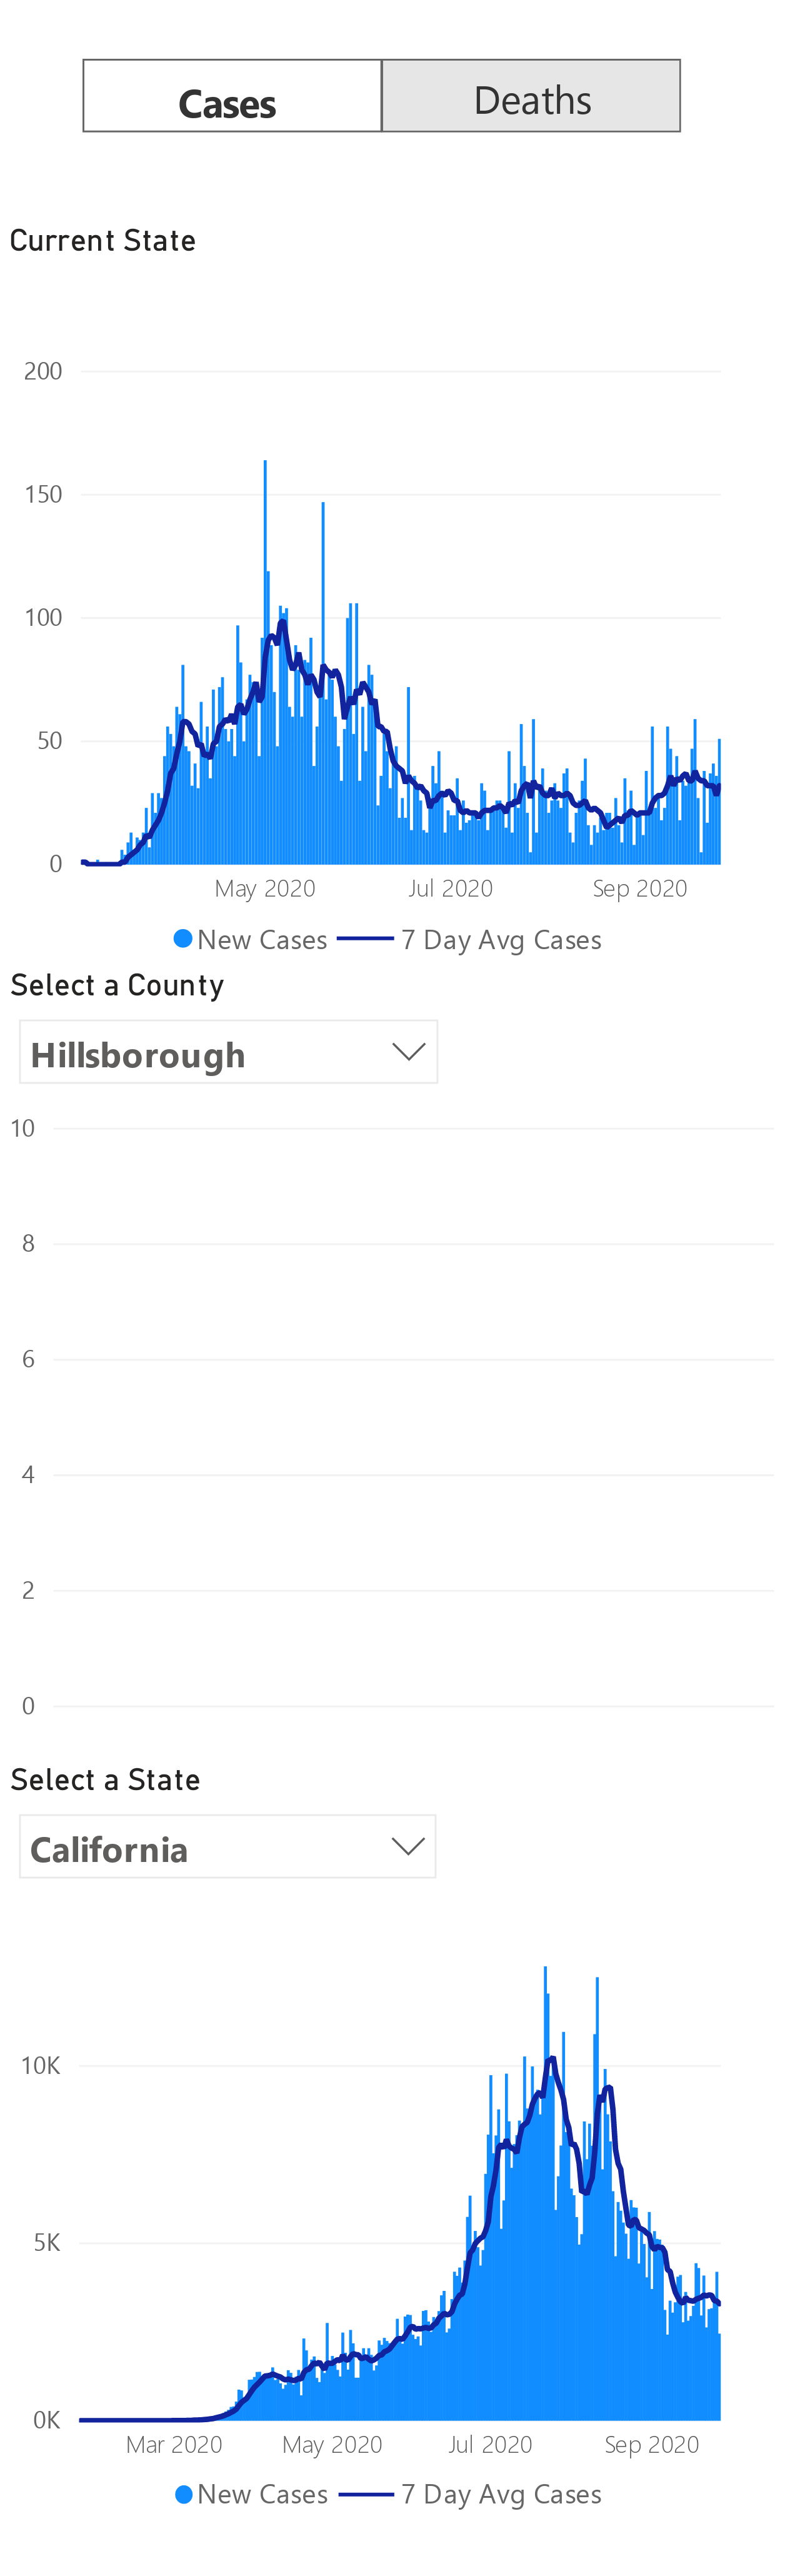 Cases Deaths
Current State
200
150
100
50
0
May 2020 Jul 2020 Sep 2020
New Cases 7 Day Avg Cases
Select a County
Hillsborough
10
8
6
4
2
0
Select a State
California
10K
5K
0K
Mar 2020 May 2020 Jul 2020 Sep 2020
New Cases 7 Day Avg Cases